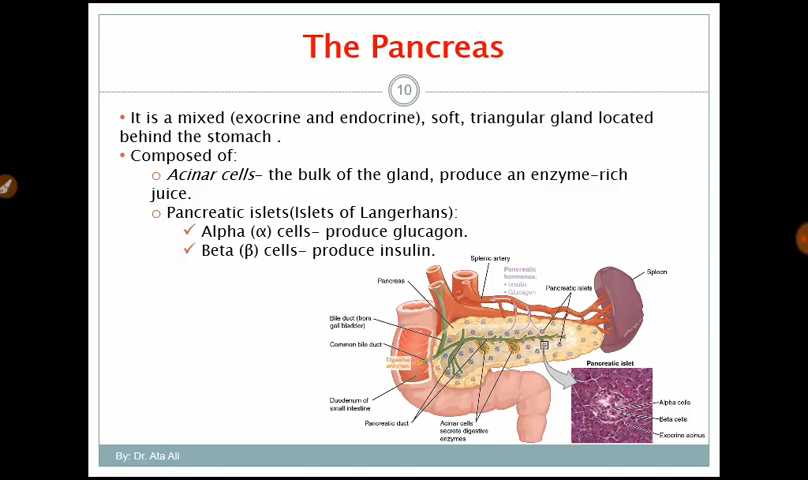 The Pancreas
10
• It is a mixed (exocrine and endocrine), soft, triangular gland located
behind the stomach .
• Composed of:
○ Acinar cells– the bulk of the gland, produce an enzyme-rich
juice.
○ Pancreatic islets(Islets of Langerhans):
✓ Alpha (α) cells– produce glucagon.
✓ Beta (β) cells– produce insulin.
Splenic artery
Pancreatic
hormones:
• Insulin
• Glucagon
Spleen
Pancreas
Pancreatic islets
Bile duct (from
gall bladder)
Common bile duct
Digestive
enzymes
Pancreatic islet
Duodenum of
small intestine
Alpha cells
Beta cells
Pancreatic duct
Acinar cells
secrete digestive
enzymes
Exocrine acinus
By: Dr. Ata Ali